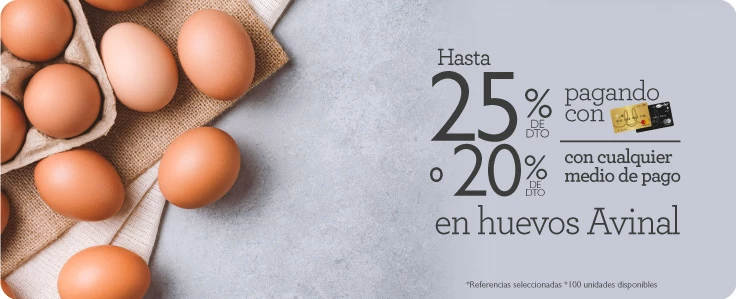 Hasta
25% DE DTO
pagando
con
o 20% DE DTO
con cualquier
medio de pago
en huevos Avinal
*Referencias seleccionadas *100 unidades disponibles